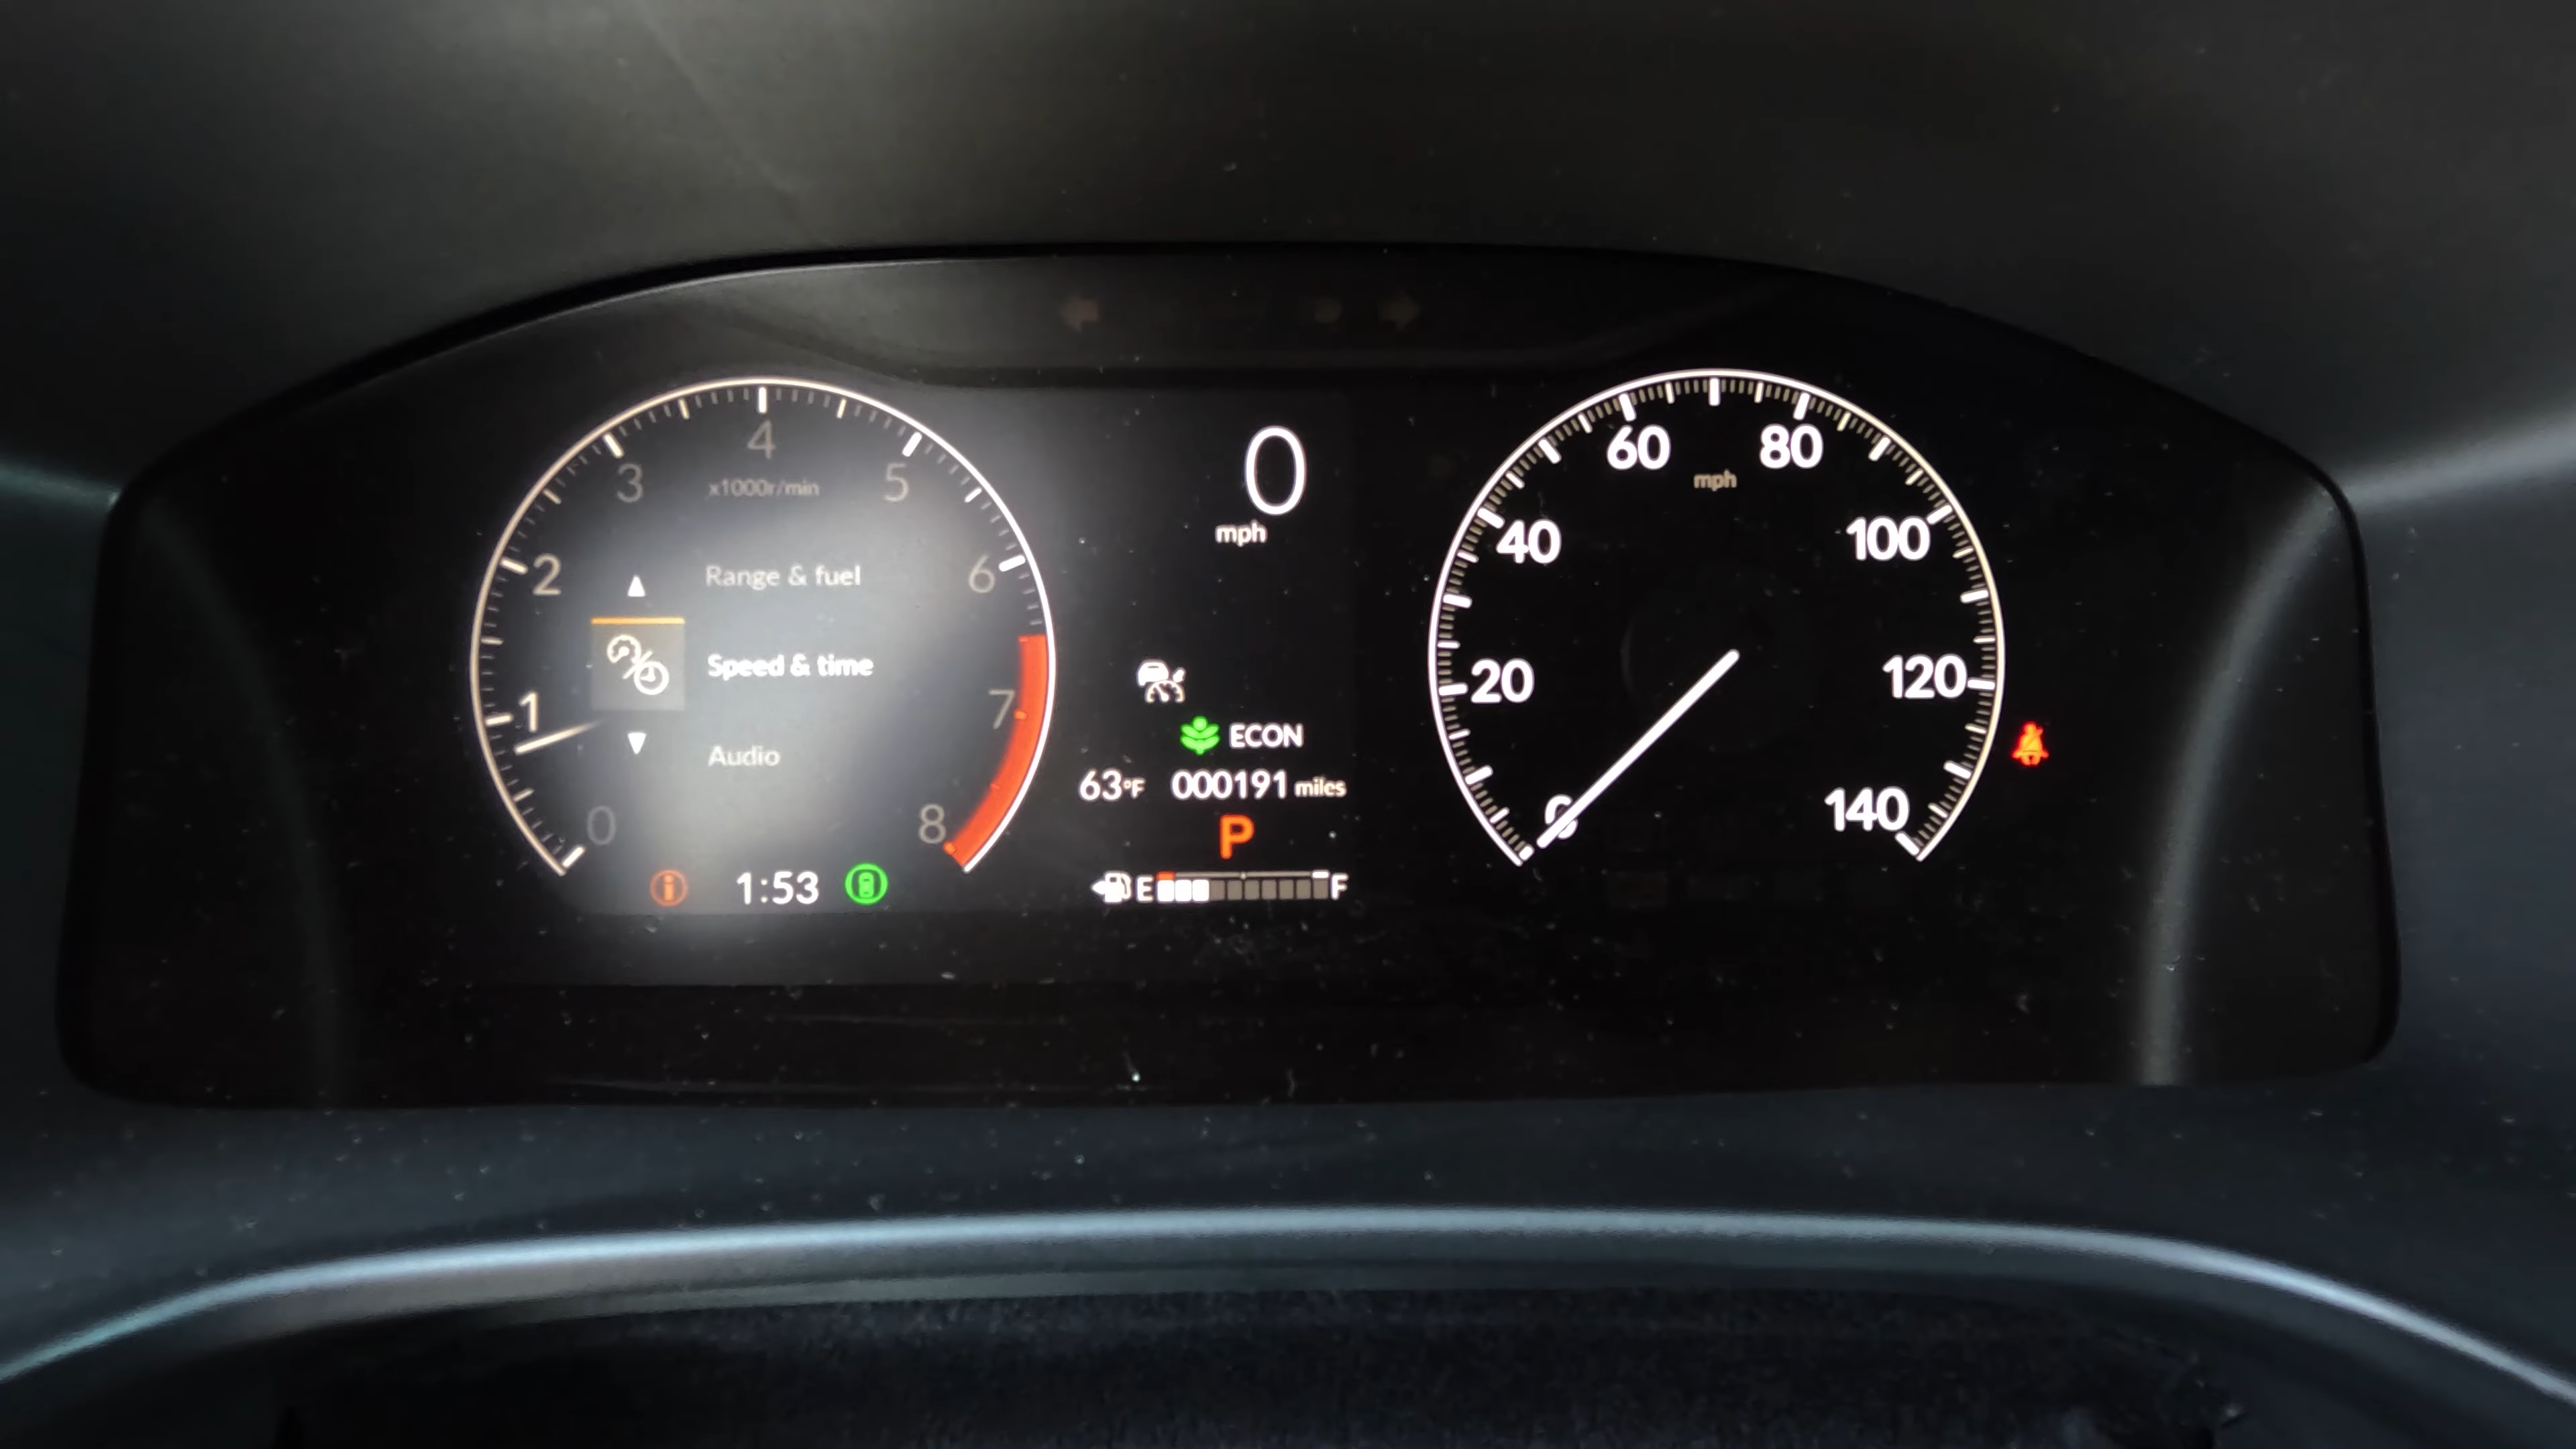 4
3
5
x1000r/min
2
6
Range & fuel
Speed & time
1
7
Audio
0
8
1:53
0
mph
ECON
63°F 000191 miles
P
E F
60
80
mph
40
100
20
120
0
140